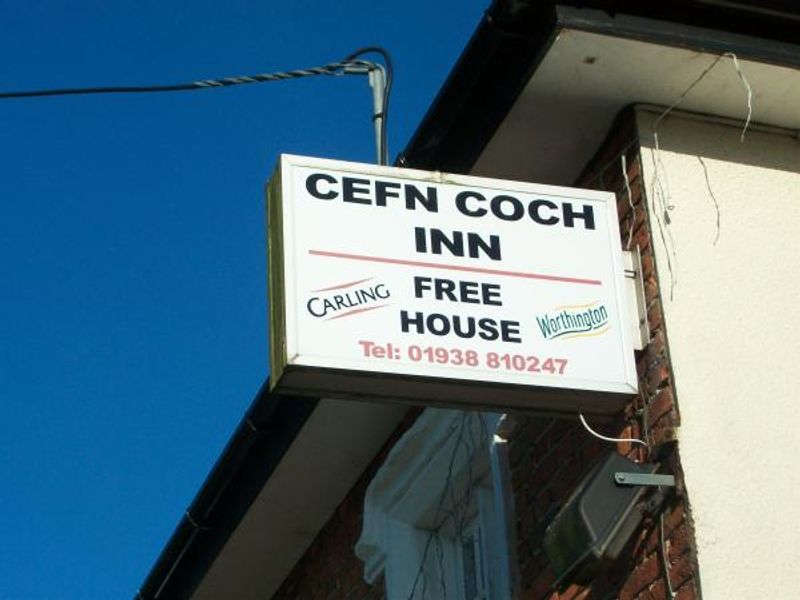 CEFN COCH
INN
CARLING
FREE
HOUSE
Worthington
Tel: 01938 810247